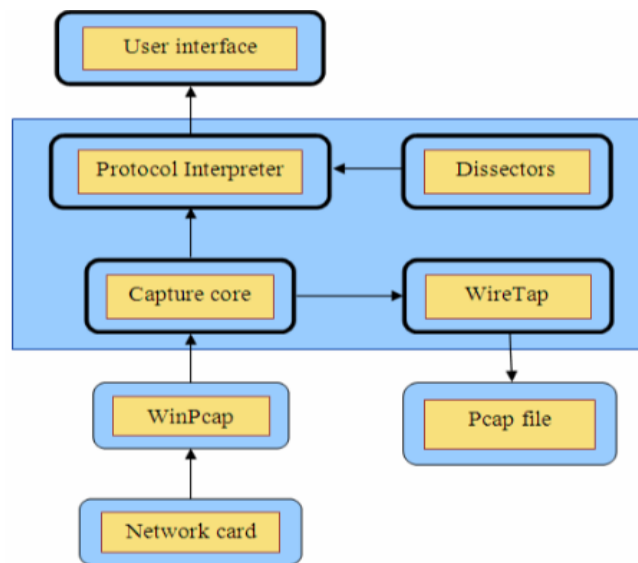 User interface
Protocol Interpreter
Dissectors
Capture core
WireTap
WinPcap
Pcap file
Network card